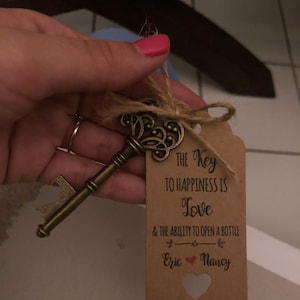 THE Key
TO HAPPINESS IS
Love
& THE ABILITY TO OPEN A BOTTLE
Eric ❤ Nancy